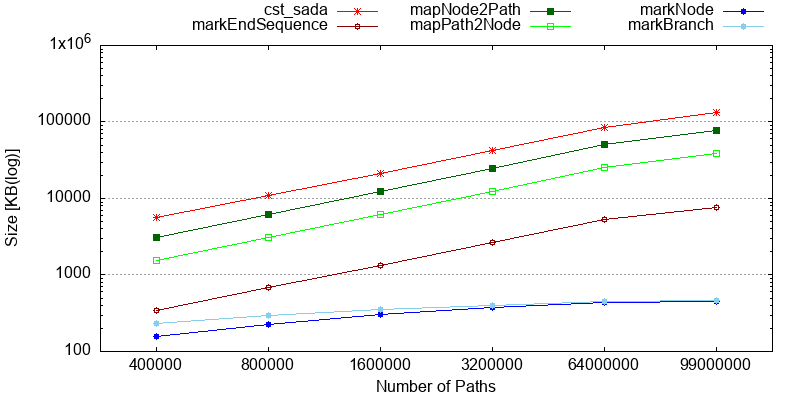 cst_sada mapNode2Path markNode
markEndSequence mapPath2Node markBranch
1x10^6
100000
10000
1000
100
Size [KB(log)]
400000 800000 1600000 3200000 64000000 99000000
Number of Paths